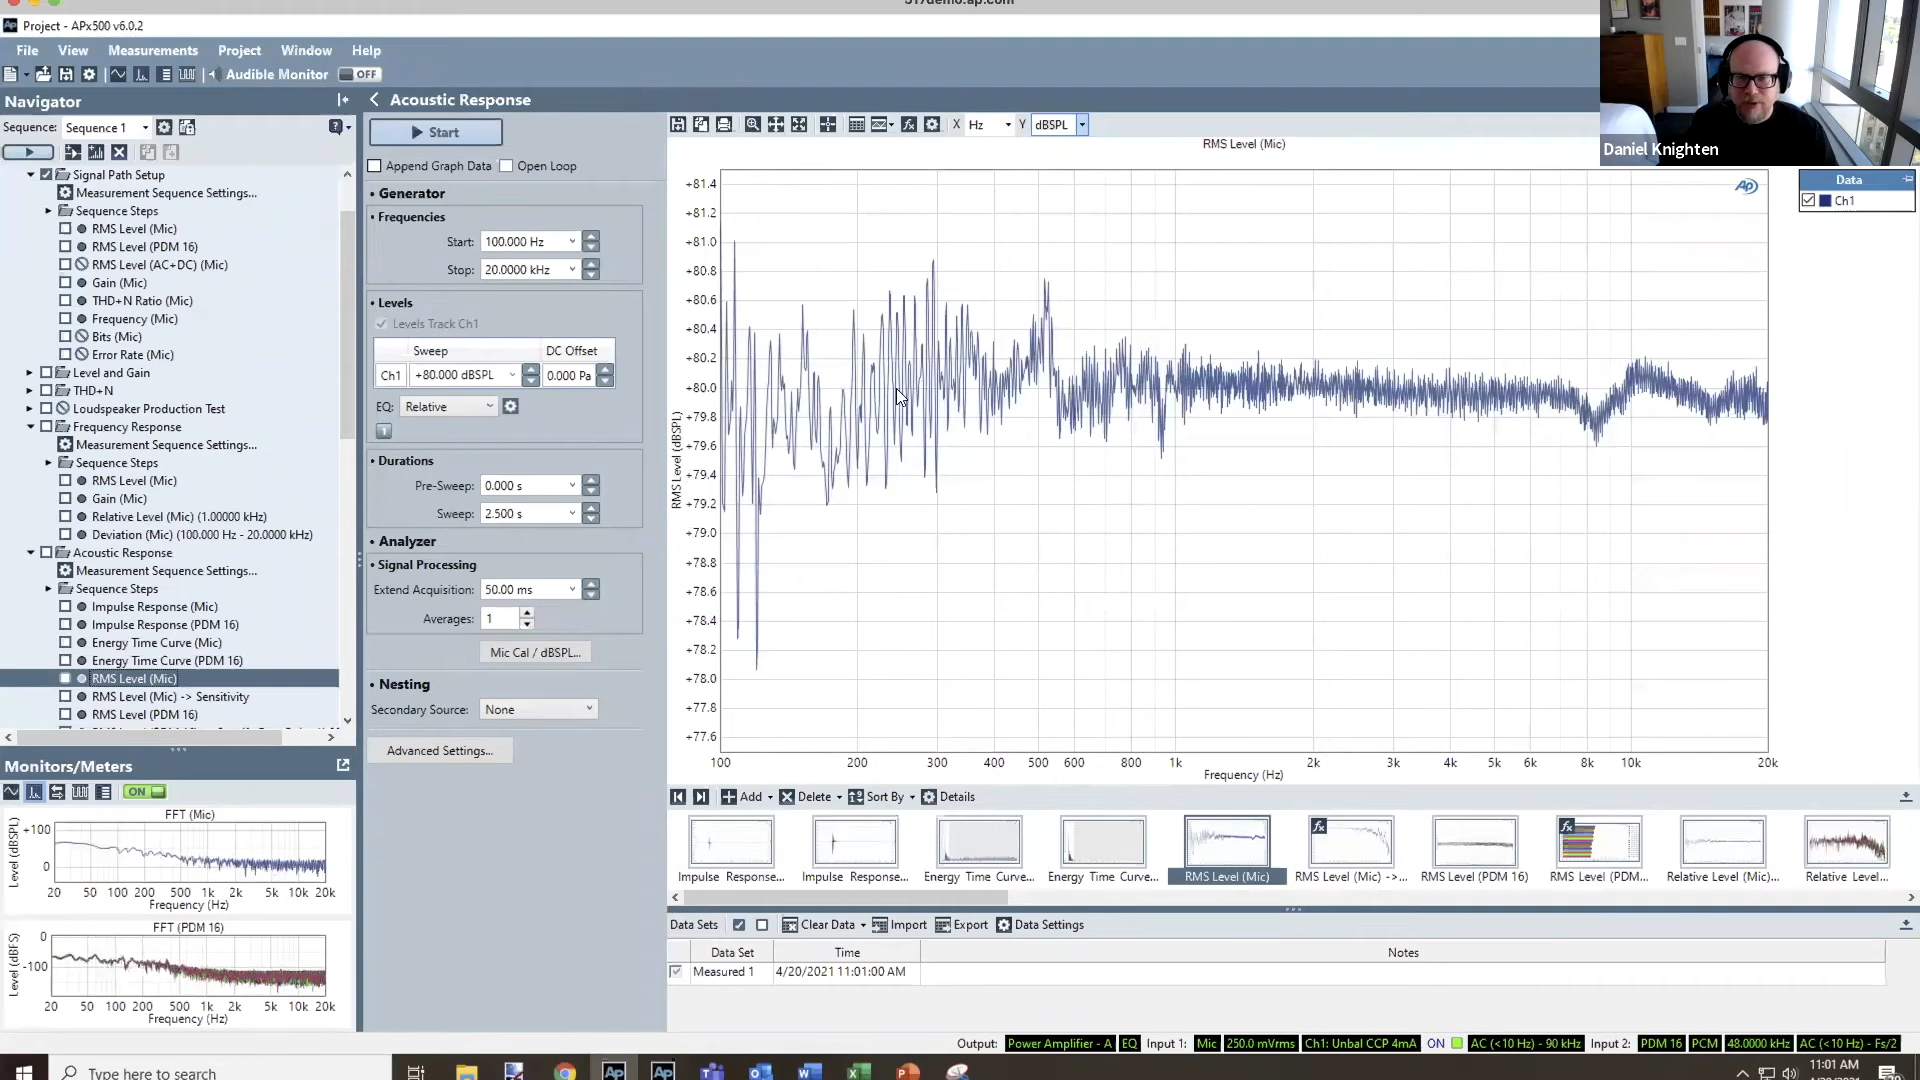 517demo.ap.com
Project - APx500 v6.0.2
File View Measurements Project Window Help
Audible Monitor OFF
Navigator
Sequence: Sequence 1
Signal Path Setup
Measurement Sequence Settings...
Sequence Steps
RMS Level (Mic)
RMS Level (PDM 16)
RMS Level (AC+DC) (Mic)
Gain (Mic)
THD+N Ratio (Mic)
Frequency (Mic)
Bits (Mic)
Error Rate (Mic)
Level and Gain
THD+N
Loudspeaker Production Test
Frequency Response
Measurement Sequence Settings...
Sequence Steps
RMS Level (Mic)
Gain (Mic)
Relative Level (Mic) (1.00000 kHz)
Deviation (Mic) (100.000 Hz - 20.0000 kHz)
Acoustic Response
Measurement Sequence Settings...
Sequence Steps
Impulse Response (Mic)
Impulse Response (PDM 16)
Energy Time Curve (Mic)
Energy Time Curve (PDM 16)
RMS Level (Mic)
RMS Level (Mic) -> Sensitivity
RMS Level (PDM 16)
Monitors/Meters
ON
FFT (Mic)
Level (dBSPL)
+100
0
20 50 100 200 500 1k 2k 5k 10k 20k
Frequency (Hz)
FFT (PDM 16)
Level (dBFS)
0
-100
20 50 100 200 500 1k 2k 5k 10k 20k
Frequency (Hz)
Acoustic Response
Start
Append Graph Data Open Loop
Generator
Frequencies
Start: 100.000 Hz
Stop: 20.0000 kHz
Levels
Levels Track Ch1
Sweep DC Offset
Ch1 +80.000 dBSPL 0.000 Pa
EQ: Relative
1
Durations
Pre-Sweep: 0.000 s
Sweep: 2.500 s
Analyzer
Signal Processing
Extend Acquisition: 50.00 ms
Averages: 1
Mic Cal / dBSPL...
Nesting
Secondary Source: None
Advanced Settings...
X Hz Y dBSPL
RMS Level (Mic)
RMS Level (dBSPL)
+81.4
+81.2
+81.0
+80.8
+80.6
+80.4
+80.2
+80.0
+79.8
+79.6
+79.4
+79.2
+79.0
+78.8
+78.6
+78.4
+78.2
+78.0
+77.8
+77.6
100 200 300 400 500 600 800 1k 2k 3k 4k 5k 6k 8k 10k 20k
Frequency (Hz)
AP
Daniel Knighten
Data
Ch1
Add Delete Sort By Details
Impulse Response... Impulse Response... Energy Time Curve... Energy Time Curve... RMS Level (Mic) RMS Level (Mic) ->... RMS Level (PDM 16) RMS Level (PDM... Relative Level (Mic)... Relative Level...
Data Sets Clear Data Import Export Data Settings
Data Set Time Notes
Measured 1 4/20/2021 11:01:00 AM
Output: Power Amplifier - A EQ Input 1: Mic 250.0 mVrms Ch1: Unbal CCP 4mA ON AC (<10 Hz) - 90 kHz Input 2: PDM 16 PCM 48.0000 kHz AC (<10 Hz) - Fs/2
Type here to search
11:01 AM